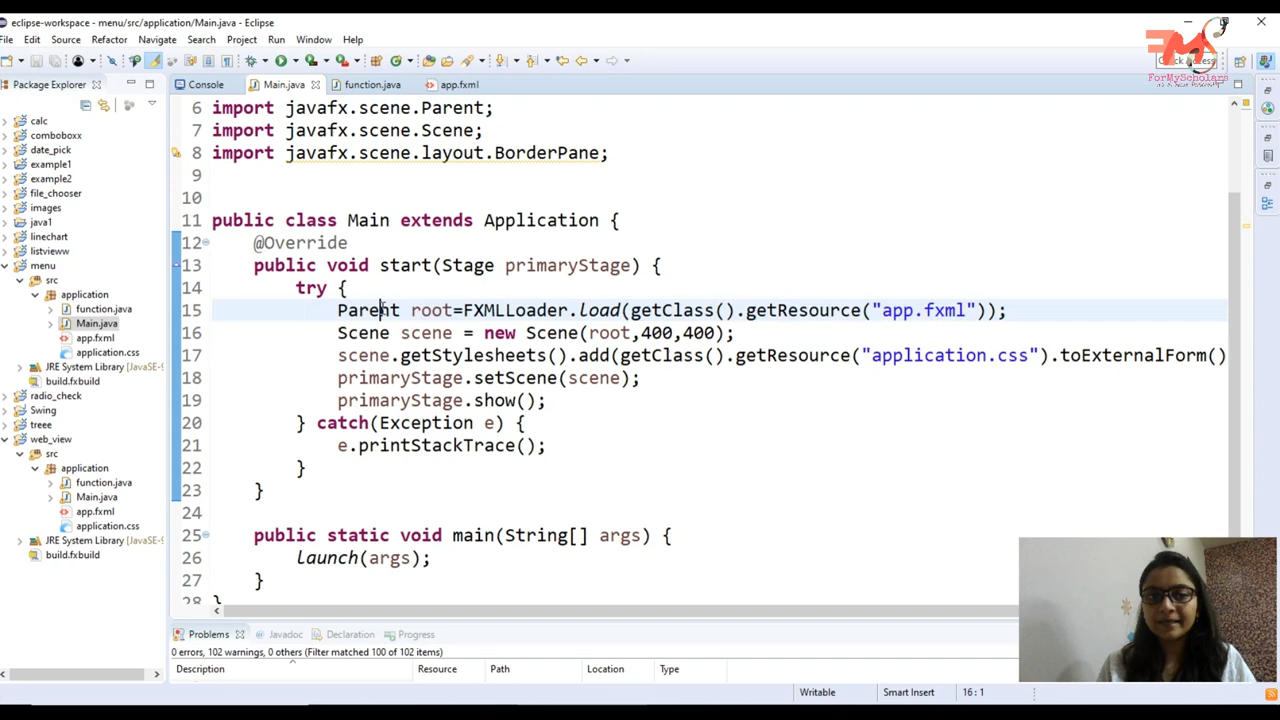 eclipse-workspace - menu/src/application/Main.java - Eclipse
File Edit Source Refactor Navigate Search Project Run Window Help
FM
ForMyScholars
Package Explorer
Console Main.java function.java app.fxml
calc
comboboxx
date_pick
example1
example2
file_chooser
images
java1
linechart
listvieww
menu
src
application
function.java
Main.java
app.fxml
application.css
JRE System Library [JavaSE-9
build.fxbuild
radio_check
Swing
treee
web_view
src
application
function.java
Main.java
app.fxml
application.css
JRE System Library [JavaSE-9
build.fxbuild
6 import javafx.scene.Parent;
7 import javafx.scene.Scene;
8 import javafx.scene.layout.BorderPane;
9
10
11 public class Main extends Application {
12 @Override
13 public void start(Stage primaryStage) {
14 try {
15 Parent root=FXMLLoader.load(getClass().getResource("app.fxml"));
16 Scene scene = new Scene(root,400,400);
17 scene.getStylesheets().add(getClass().getResource("application.css").toExternalForm()
18 primaryStage.setScene(scene);
19 primaryStage.show();
20 } catch(Exception e) {
21 e.printStackTrace();
22 }
23 }
24
25 public static void main(String[] args) {
26 launch(args);
27 }
28 }
Problems Javadoc Declaration Progress
0 errors, 102 warnings, 0 others (Filter matched 100 of 102 items)
Description Resource Path Location Type
Writable Smart Insert 16 : 1